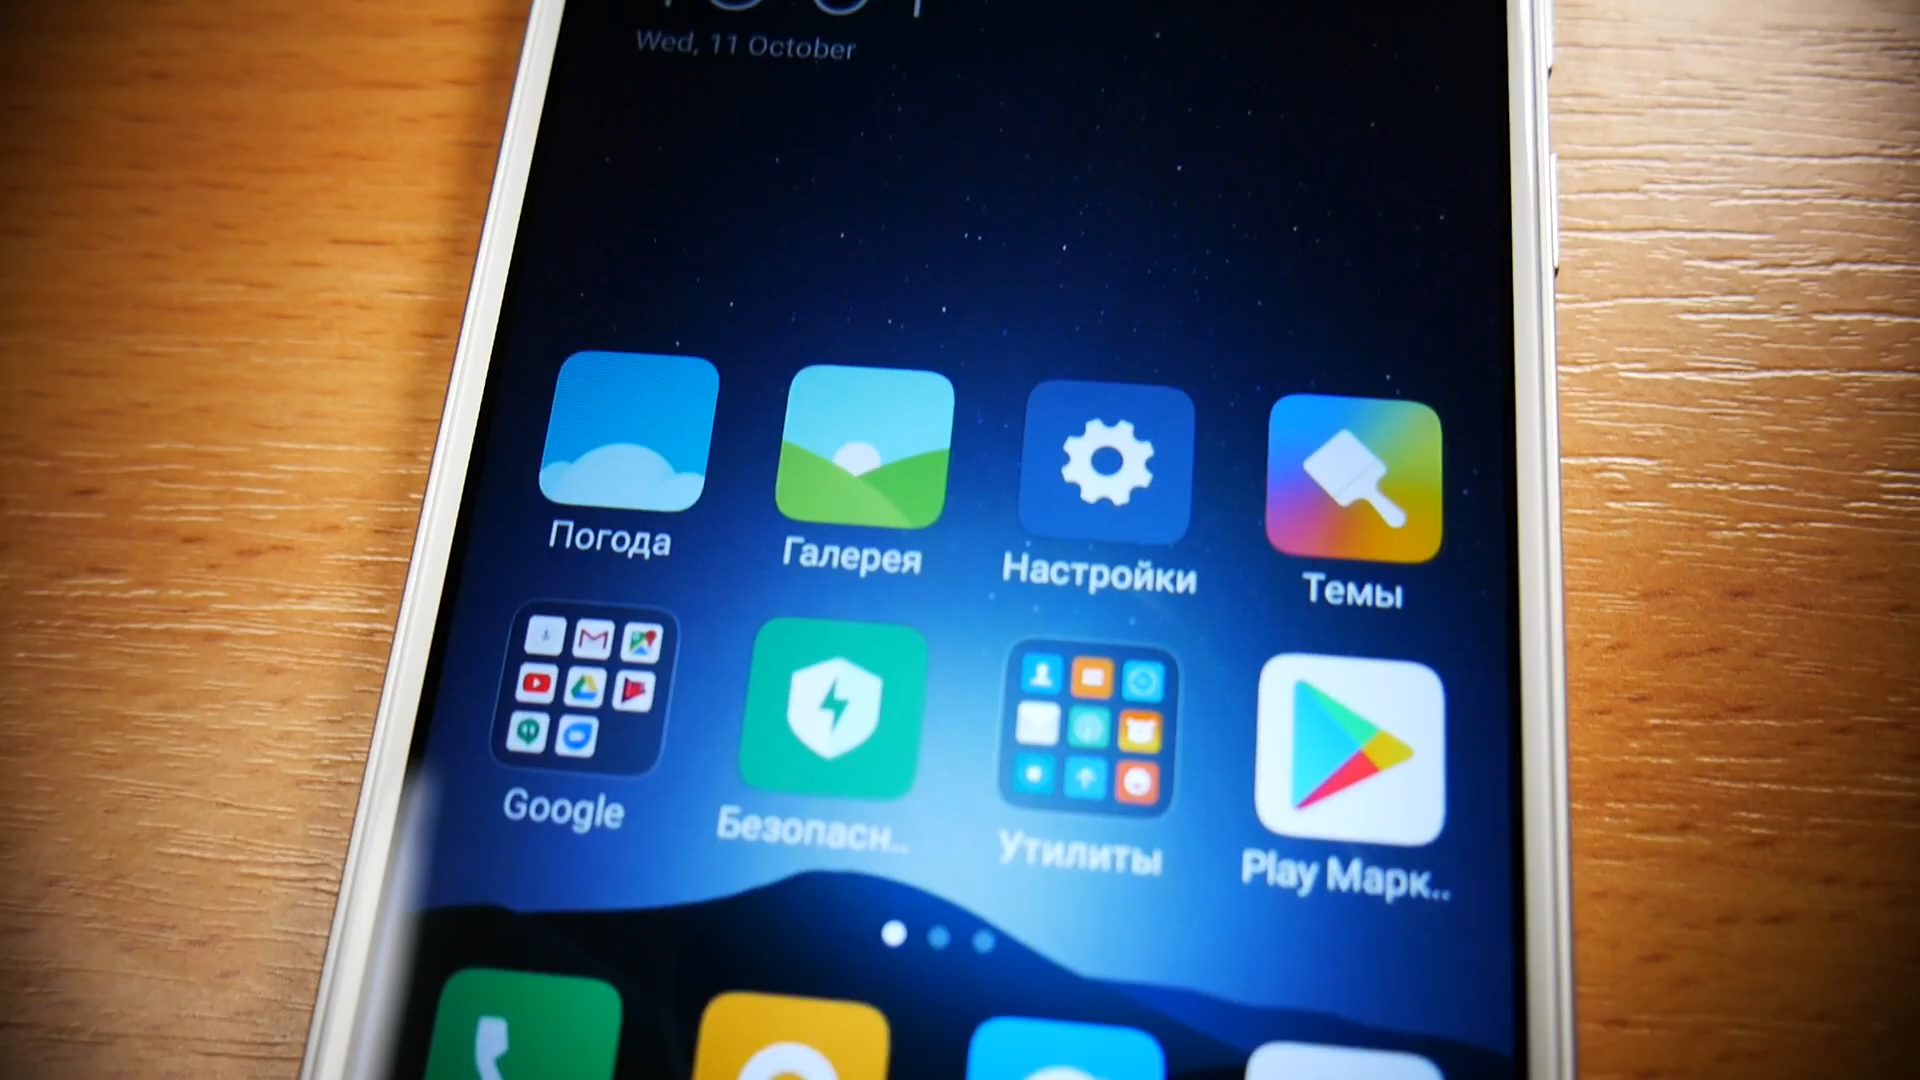 Wed, 11 October
Погода
Галерея
Настройки
Темы
Google
Безопасн..
Утилиты
Play Марк..